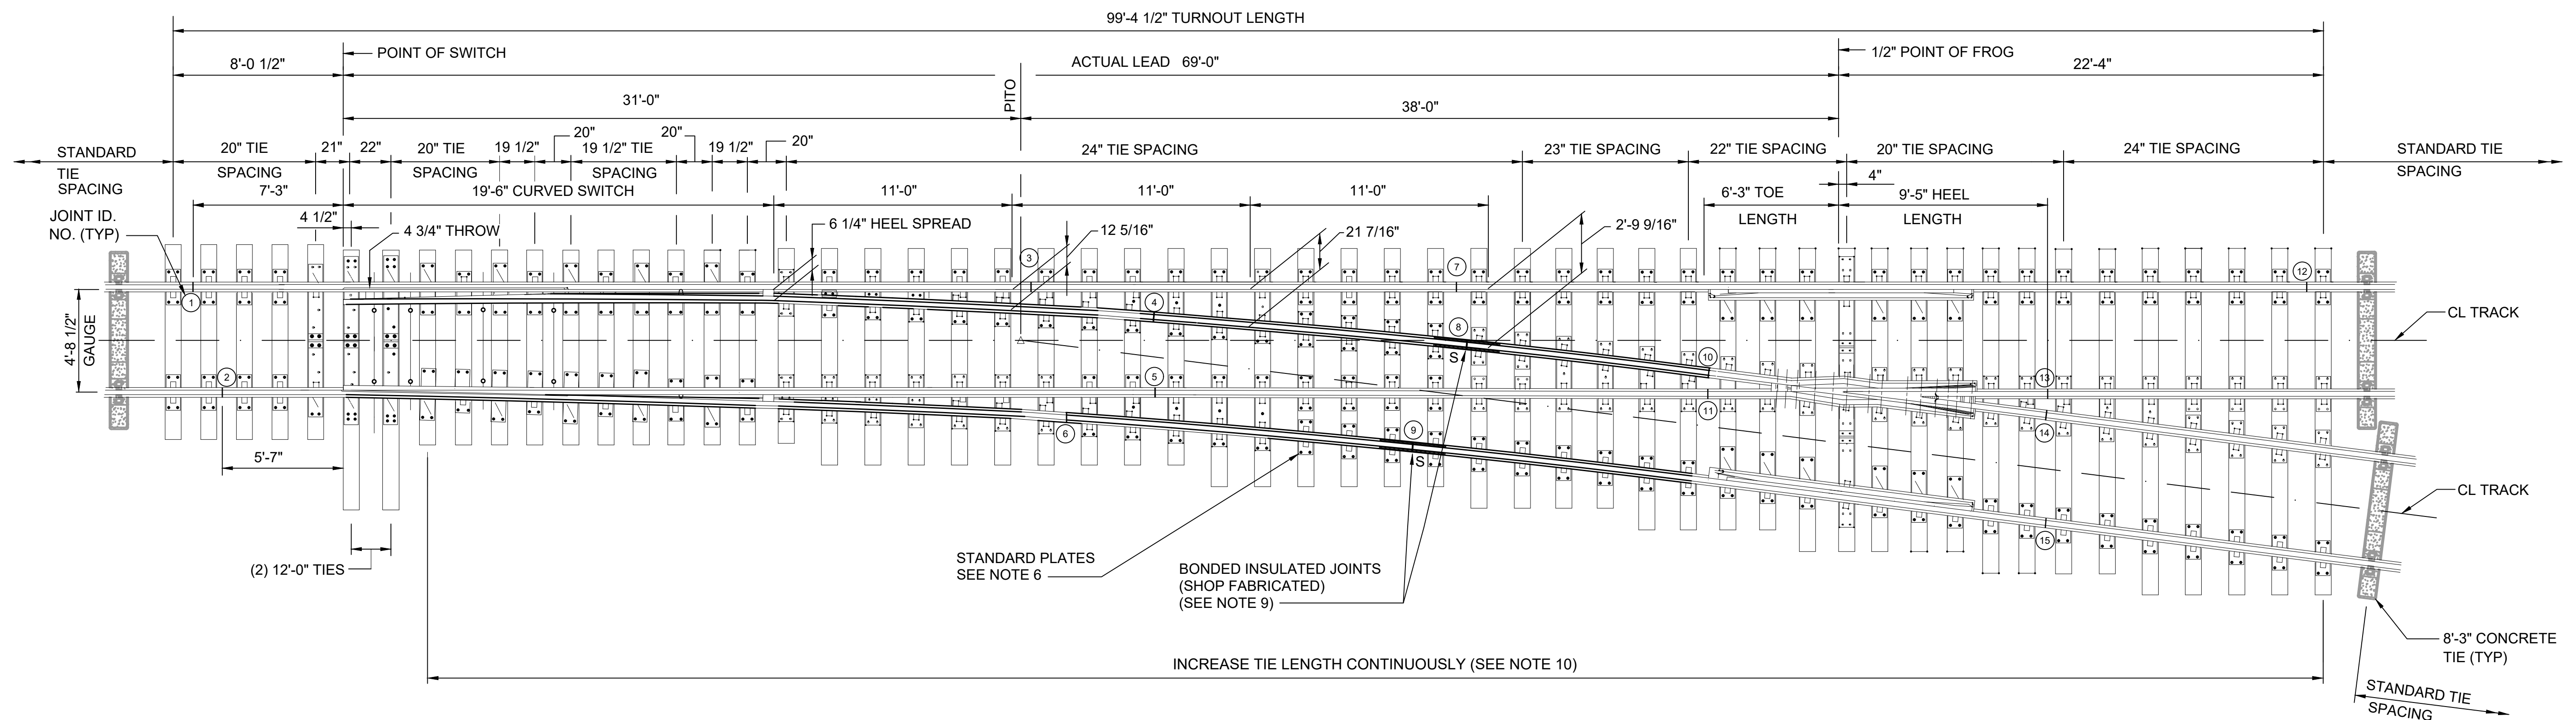 99'-4 1/2" TURNOUT LENGTH
POINT OF SWITCH
1/2" POINT OF FROG
8'-0 1/2"
ACTUAL LEAD 69'-0"
22'-4"
PITO
31'-0"
38'-0"
20"
20"
STANDARD
TIE
SPACING
20" TIE
SPACING
21"
22"
20" TIE
SPACING
19 1/2"
19 1/2" TIE
SPACING
19 1/2"
20"
24" TIE SPACING
23" TIE SPACING
22" TIE SPACING
20" TIE SPACING
24" TIE SPACING
STANDARD TIE
SPACING
7'-3"
19'-6" CURVED SWITCH
11'-0"
11'-0"
11'-0"
6'-3" TOE
LENGTH
4"
9'-5" HEEL
LENGTH
JOINT ID.
NO. (TYP)
4 1/2"
4 3/4" THROW
6 1/4" HEEL SPREAD
12 5/16"
21 7/16"
2'-9 9/16"
3
7
12
1
4
8
S
10
CL TRACK
4'-8 1/2"
GAUGE
2
5
11
13
6
9
S
14
15
5'-7"
CL TRACK
(2) 12'-0" TIES
STANDARD PLATES
SEE NOTE 6
BONDED INSULATED JOINTS
(SHOP FABRICATED)
(SEE NOTE 9)
8'-3" CONCRETE
TIE (TYP)
INCREASE TIE LENGTH CONTINUOUSLY (SEE NOTE 10)
STANDARD TIE
SPACING